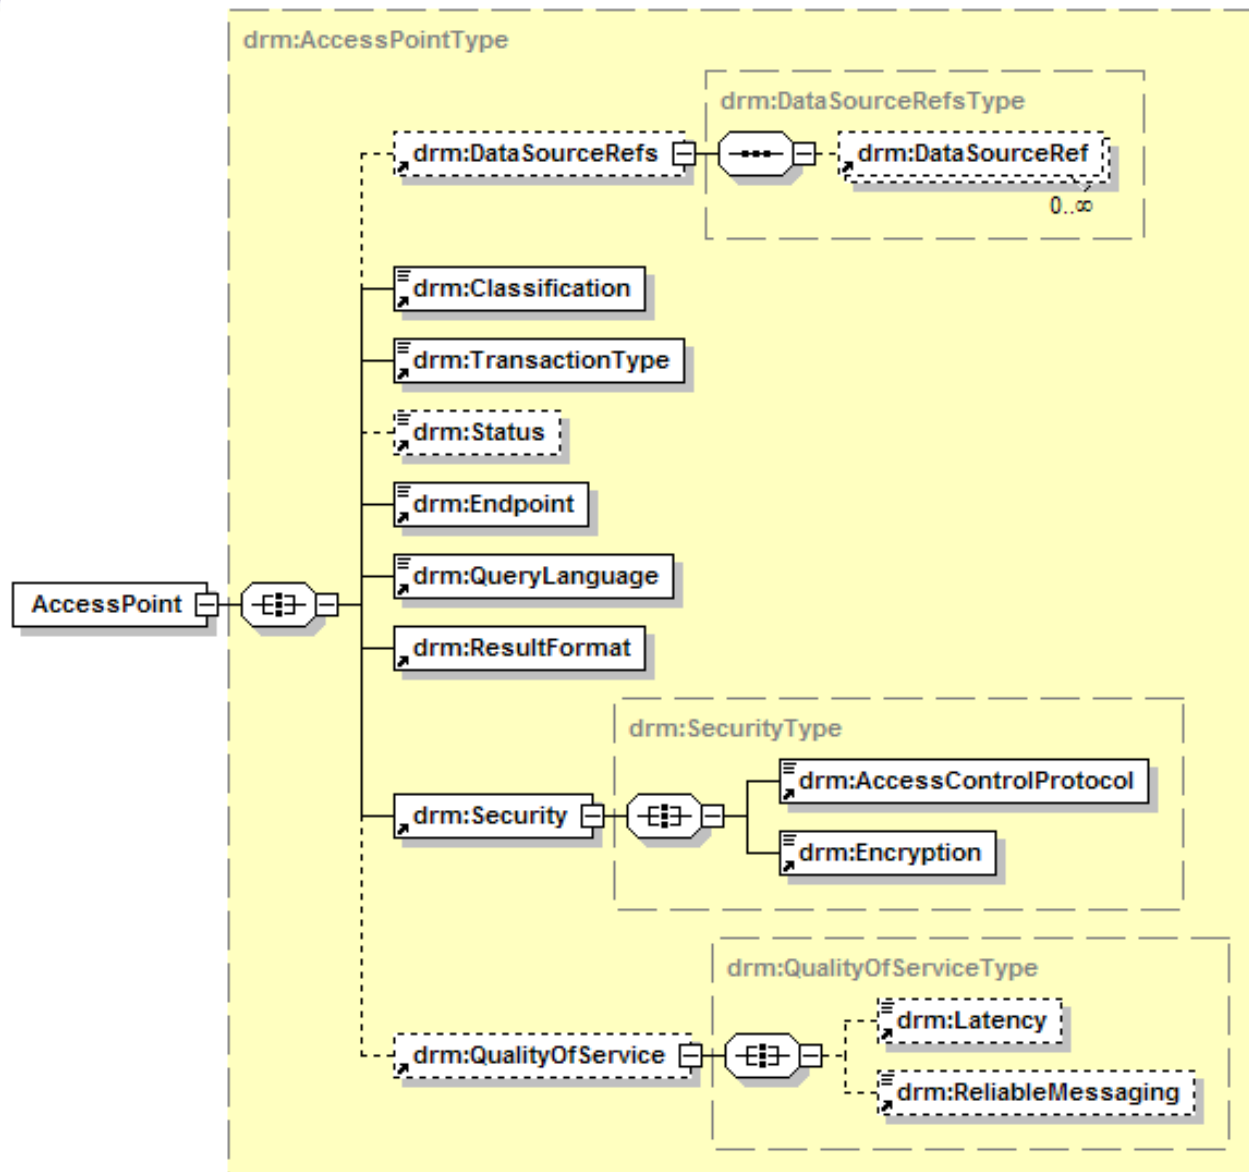 drm:AccessPointType
drm:DataSourceRefsType
drm:DataSourceRefs
drm:DataSourceRef
0..∞
drm:Classification
drm:TransactionType
drm:Status
drm:Endpoint
drm:QueryLanguage
AccessPoint
drm:ResultFormat
drm:SecurityType
drm:AccessControlProtocol
drm:Security
drm:Encryption
drm:QualityOfServiceType
drm:Latency
drm:QualityOfService
drm:ReliableMessaging